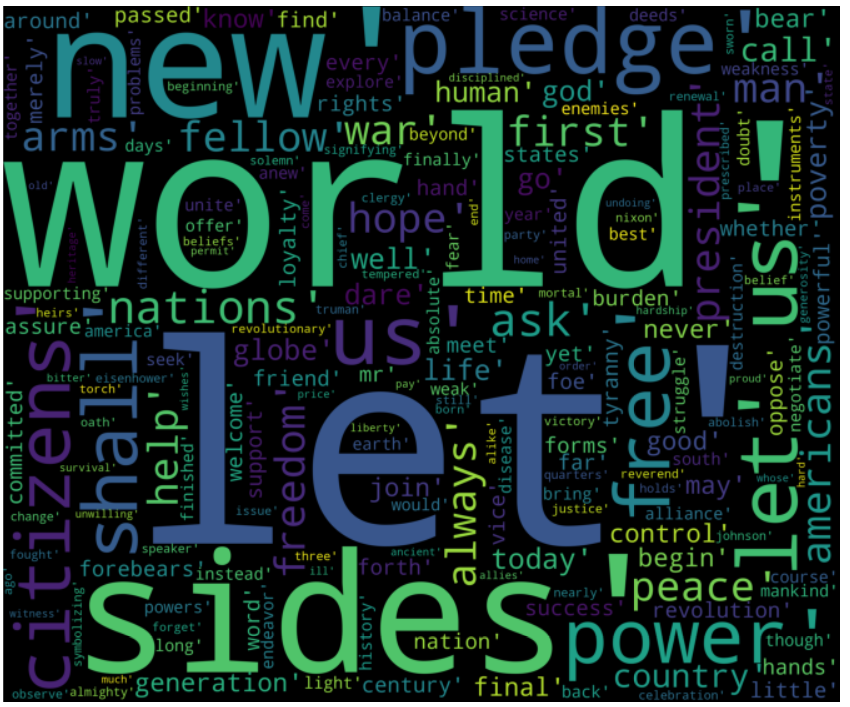 around'
passed'
know'
find'
balance'
science'
deeds'
bear'
new'
pledge'
call'
together'
merely'
truly'
slow'
problems'
every'
explore'
beginning'
rights'
human'
disciplined'
god'
enemies'
sworn'
renewal'
weakness'
man
state'
arms'
days'
fellow'
war'
beyond'
signifying'
first'
states'
president'
doubt'
prescribed'
instruments'
poverty'
world'
old'
solemn'
anew'
finally'
hand'
go'
unite'
offer'
beliefs'
permit'
loyalty'
clergy'
hope'
come'
chief'
well'
tempered'
fear'
end'
year'
party'
home'
united'
undoing'
nixon'
best'
place'
whether'
powerful'
different'
heritage'
supporting'
heirs'
nations'
assure'
america'
revolutionary'
truman'
dare'
absolute'
time'
mortal'
burden'
hardship'
never'
belief'
generosity'
us'
citizens'
shall'
seek'
globe'
us'
meet'
ask'
yet'
free'
destruction'
oppose'
negotiate'
bitter'
eisenhower'
torch'
wishes'
friend'
mr'
pay'
life'
weak'
foe'
order'
tyranny'
struggle'
proud'
americans'
committed'
oath'
help'
welcome'
price'
support'
freedom'
still'
born'
victory'
abolish'
let'
liberty'
earth'
always'
alike'
disease'
forms'
good'
survival'
finished'
let'
join'
would'
vice'
far'
quarters'
south'
reverend'
whose'
hard'
change'
unwilling'
issue'
bring'
justice'
holds'
may'
alliance'
johnson'
fought'
speaker'
three'
ancient'
control'
ago'
forebears'
instead'
ill'
forth'
today'
begin'
course'
witness'
symbolizing'
sides'
allies'
nearly'
peace'
mankind'
powers'
word'
endeavor'
success'
revolution'
forget'
long'
history'
nation'
power'
though'
much'
observe'
almighty'
generation'
light'
century'
final'
back'
country'
celebration'
hands'
little'